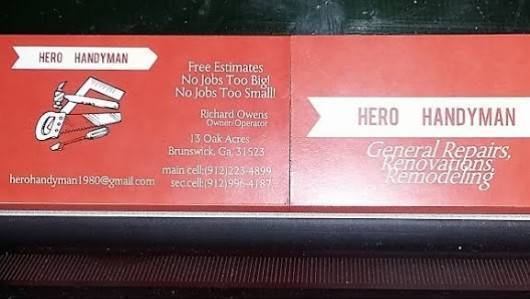 HERO HANDYMAN
Free Estimates
No Jobs Too Big!
No Jobs Too Small!
Richard Owens
Owner/Operator
13 Oak Acres
Brunswick, Ga, 31523
main cell:(912)223-4899
sec.cell:(912)996-4187
herohandyman1980@gmail.com
HERO HANDYMAN
General Repairs,
Renovations,
Remodeling